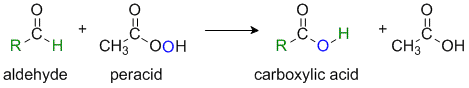 O O O O
R C H + CH3 C OOH R C O H + CH3 C OH
aldehyde peracid carboxylic acid